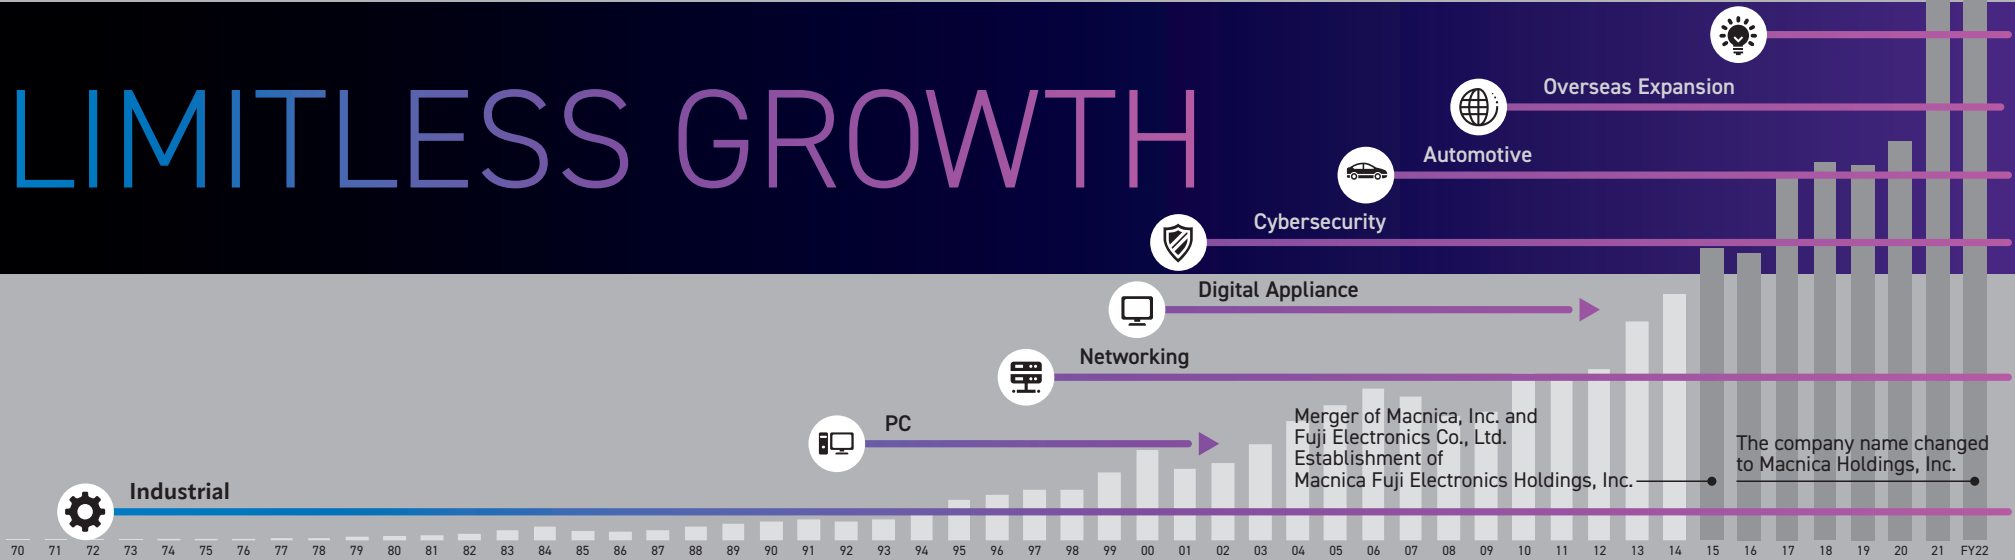 LIMITLESS GROWTH
Overseas Expansion
Automotive
Cybersecurity
Digital Appliance
Networking
PC
Merger of Macnica, Inc. and
Fuji Electronics Co., Ltd.
Establishment of
Macnica Fuji Electronics Holdings, Inc.
The company name changed
to Macnica Holdings, Inc.
Industrial
70 71 72 73 74 75 76 77 78 79 80 81 82 83 84 85 86 87 88 89 90 91 92 93 94 95 96 97 98 99 00 01 02 03 04 05 06 07 08 09 10 11 12 13 14 15 16 17 18 19 20 21 FY22